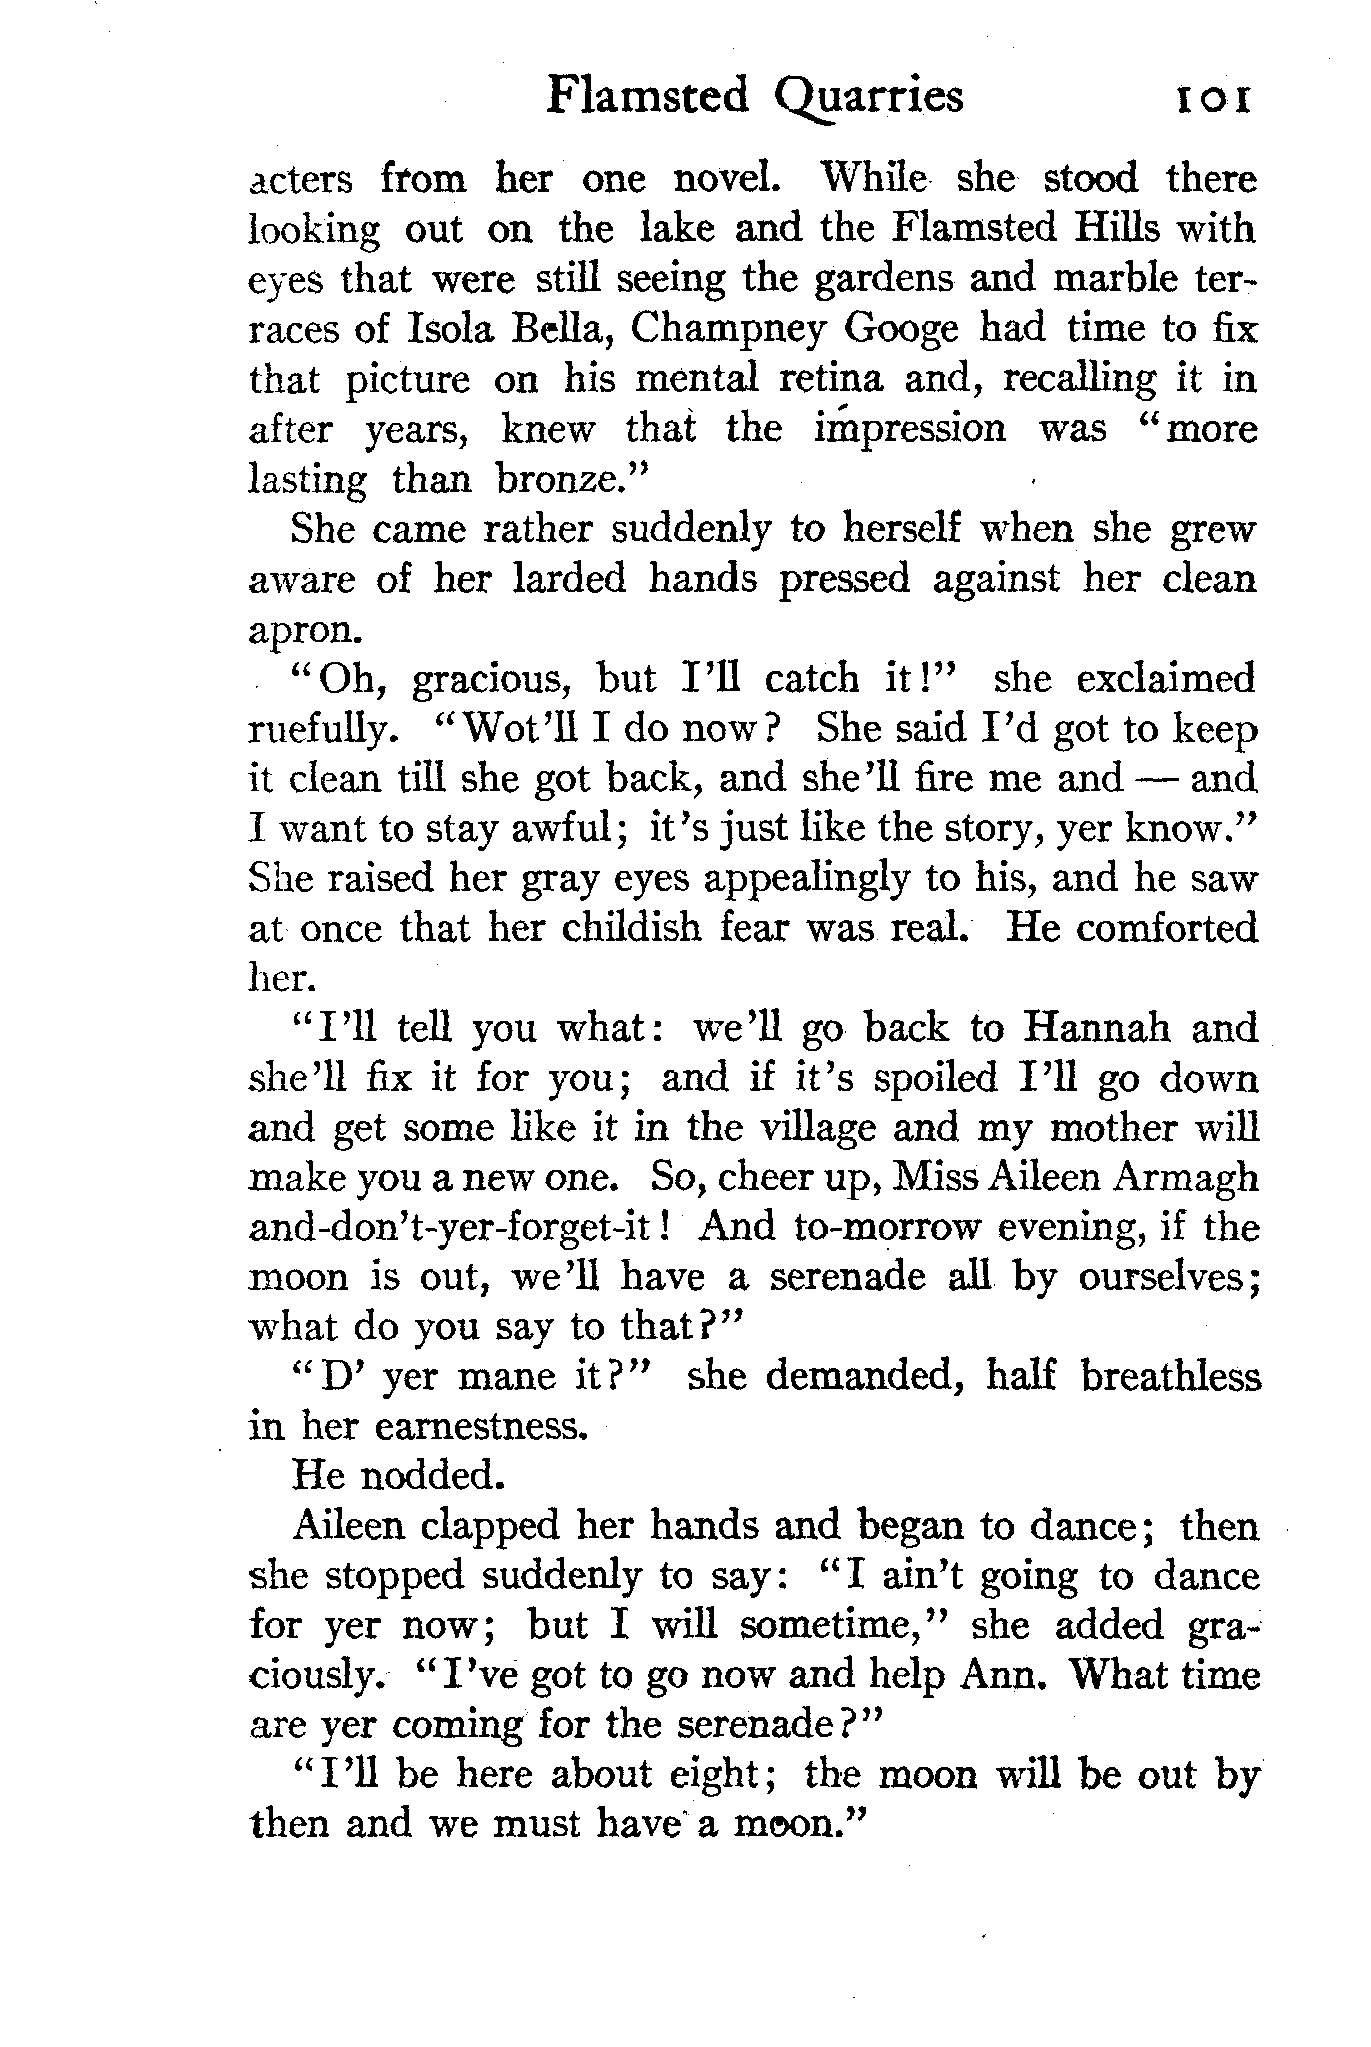 Flamsted Quarries 101
acters from her one novel. While she stood there
looking out on the lake and the Flamsted Hills with
eyes that were still seeing the gardens and marble ter-
races of Isola Bella, Champney Googe had time to fix
that picture on his mental retina and, recalling it in
after years, knew that the impression was "more
lasting than bronze."
She came rather suddenly to herself when she grew
aware of her larded hands pressed against her clean
apron.
"Oh, gracious, but I'll catch it!" she exclaimed
ruefully. "Wot'll I do now? She said I'd got to keep
it clean till she got back, and she'll fire me and — and
I want to stay awful; it's just like the story, yer know."
She raised her gray eyes appealingly to his, and he saw
at once that her childish fear was real. He comforted
her.
"I'll tell you what: we'll go back to Hannah and
she'll fix it for you; and if it's spoiled I'll go down
and get some like it in the village and my mother will
make you a new one. So, cheer up, Miss Aileen Armagh
and-don't-yer-forget-it! And to-morrow evening, if the
moon is out, we'll have a serenade all by ourselves;
what do you say to that?"
"D' yer mane it?" she demanded, half breathless
in her earnestness.
He nodded.
Aileen clapped her hands and began to dance; then
she stopped suddenly to say: "I ain't going to dance
for yer now; but I will sometime," she added gra-
ciously. "I've got to go now and help Ann. What time
are yer coming for the serenade?"
"I'll be here about eight; the moon will be out by
then and we must have a moon."